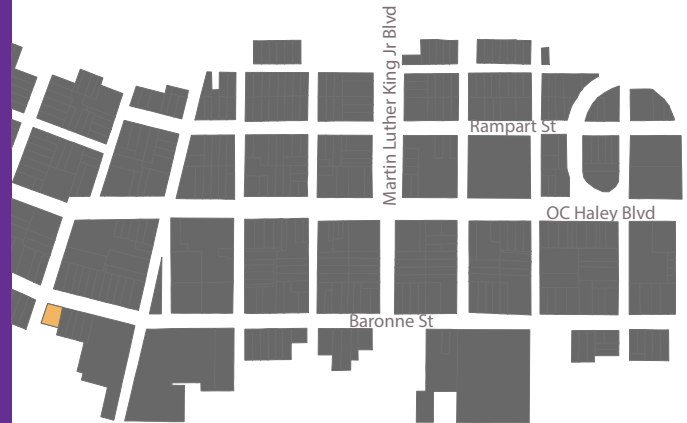 Martin Luther King Jr Blvd
Rampart St
OC Haley Blvd
Baronne St